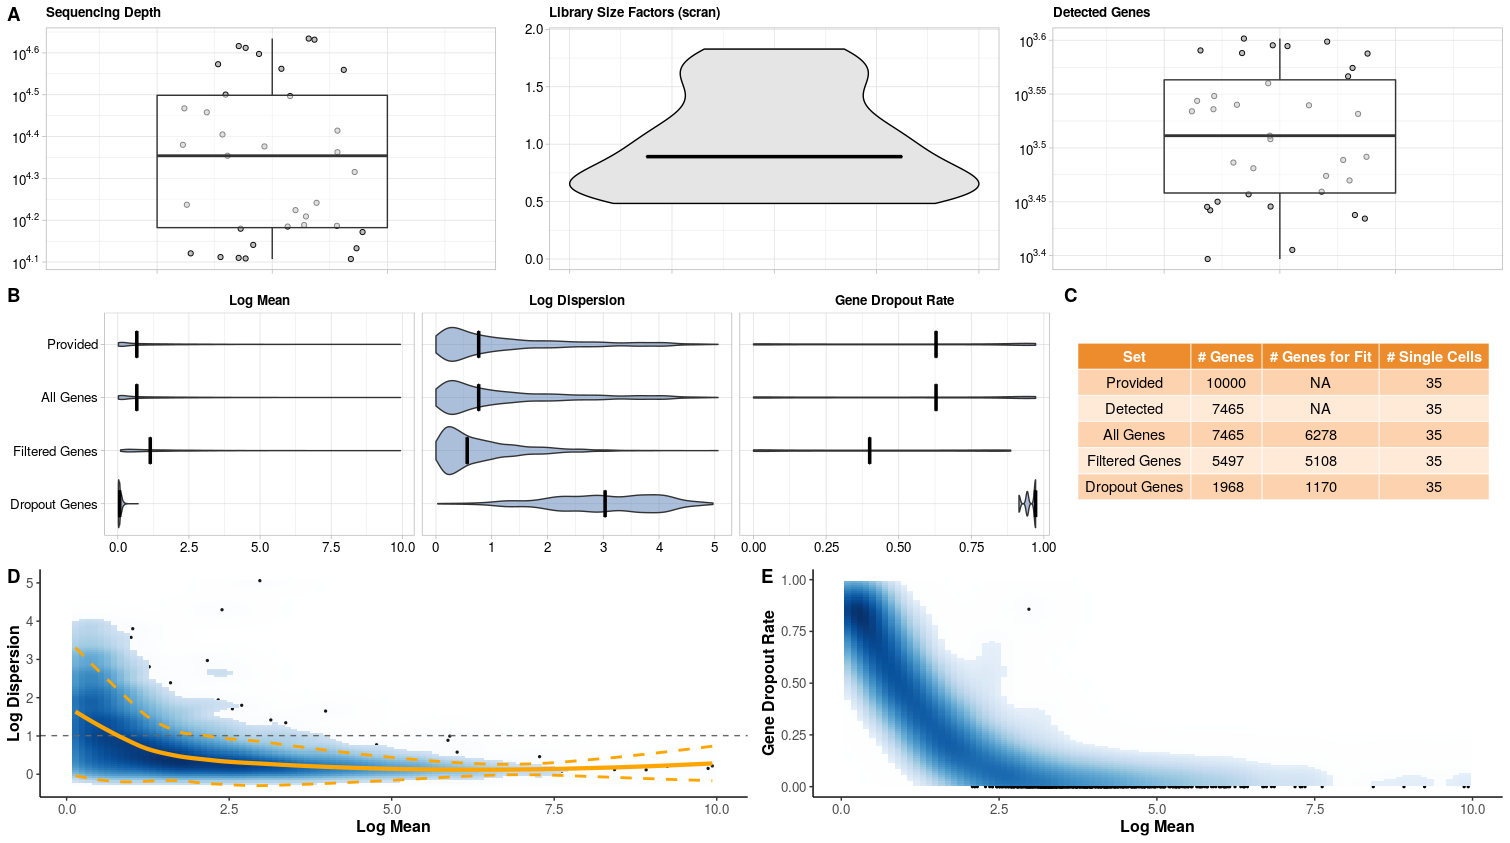 A
Sequencing Depth
Library Size Factors (scran)
Detected Genes
10^4.6
10^4.5
10^4.4
10^4.3
10^4.2
10^4.1
2.0
1.5
1.0
0.5
0.0
10^3.6
10^3.55
10^3.5
10^3.45
10^3.4
B
Log Mean
Log Dispersion
Gene Dropout Rate
Provided
All Genes
Filtered Genes
Dropout Genes
0.0 2.5 5.0 7.5 10.0
0 1 2 3 4 5
0.00 0.25 0.50 0.75 1.00
C
Set # Genes # Genes for Fit # Single Cells
Provided 10000 NA 35
Detected 7465 NA 35
All Genes 7465 6278 35
Filtered Genes 5497 5108 35
Dropout Genes 1968 1170 35
D
Log Dispersion
5
4
3
2
1
0
0.0 2.5 5.0 7.5 10.0
Log Mean
E
Gene Dropout Rate
1.00
0.75
0.50
0.25
0.00
0.0 2.5 5.0 7.5 10.0
Log Mean